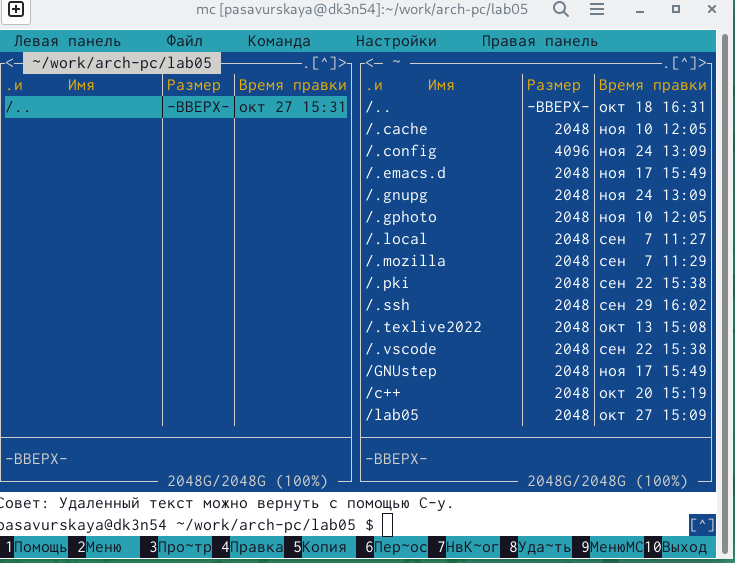 mc [pasavurskaya@dk3n54]:~/work/arch-pc/lab05
Левая панель Файл Команда Настройки Правая панель
<─ ~/work/arch-pc/lab05 .[^]> <─ ~ .[^]>
.и Имя Размер Время правки .и Имя Размер Время правки
/.. -ВВЕРХ- окт 27 15:31 /.. -ВВЕРХ- окт 18 16:31
/.cache 2048 ноя 10 12:05
/.config 4096 ноя 24 13:09
/.emacs.d 2048 ноя 17 15:49
/.gnupg 2048 ноя 24 13:09
/.gphoto 2048 ноя 10 12:05
/.local 2048 сен 7 11:27
/.mozilla 2048 сен 7 11:29
/.pki 2048 сен 22 15:38
/.ssh 2048 сен 29 16:02
/.texlive2022 2048 окт 13 15:08
/.vscode 2048 сен 22 15:38
/GNUstep 2048 ноя 17 15:49
/c++ 2048 окт 20 15:19
/lab05 2048 окт 27 15:09
-ВВЕРХ- -ВВЕРХ-
2048G/2048G (100%) 2048G/2048G (100%)
Совет: Удаленный текст можно вернуть с помощью C-y.
pasavurskaya@dk3n54 ~/work/arch-pc/lab05 $ [^]
1Помощь 2Меню 3Про~тр 4Правка 5Копия 6Пер~ос 7НвК~ог 8Уда~ть 9МенюMC 10Выход